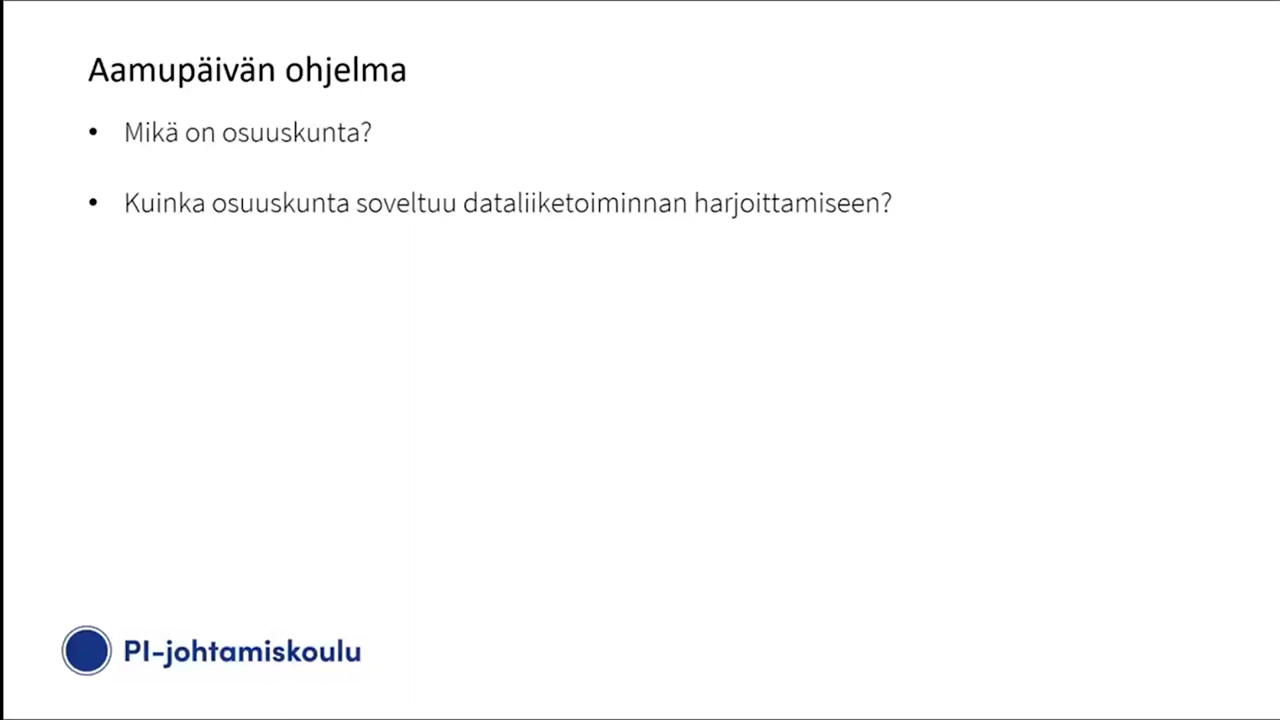 Aamupäivän ohjelma
• Mikä on osuuskunta?
• Kuinka osuuskunta soveltuu dataliiketoiminnan harjoittamiseen?
PI-johtamiskoulu